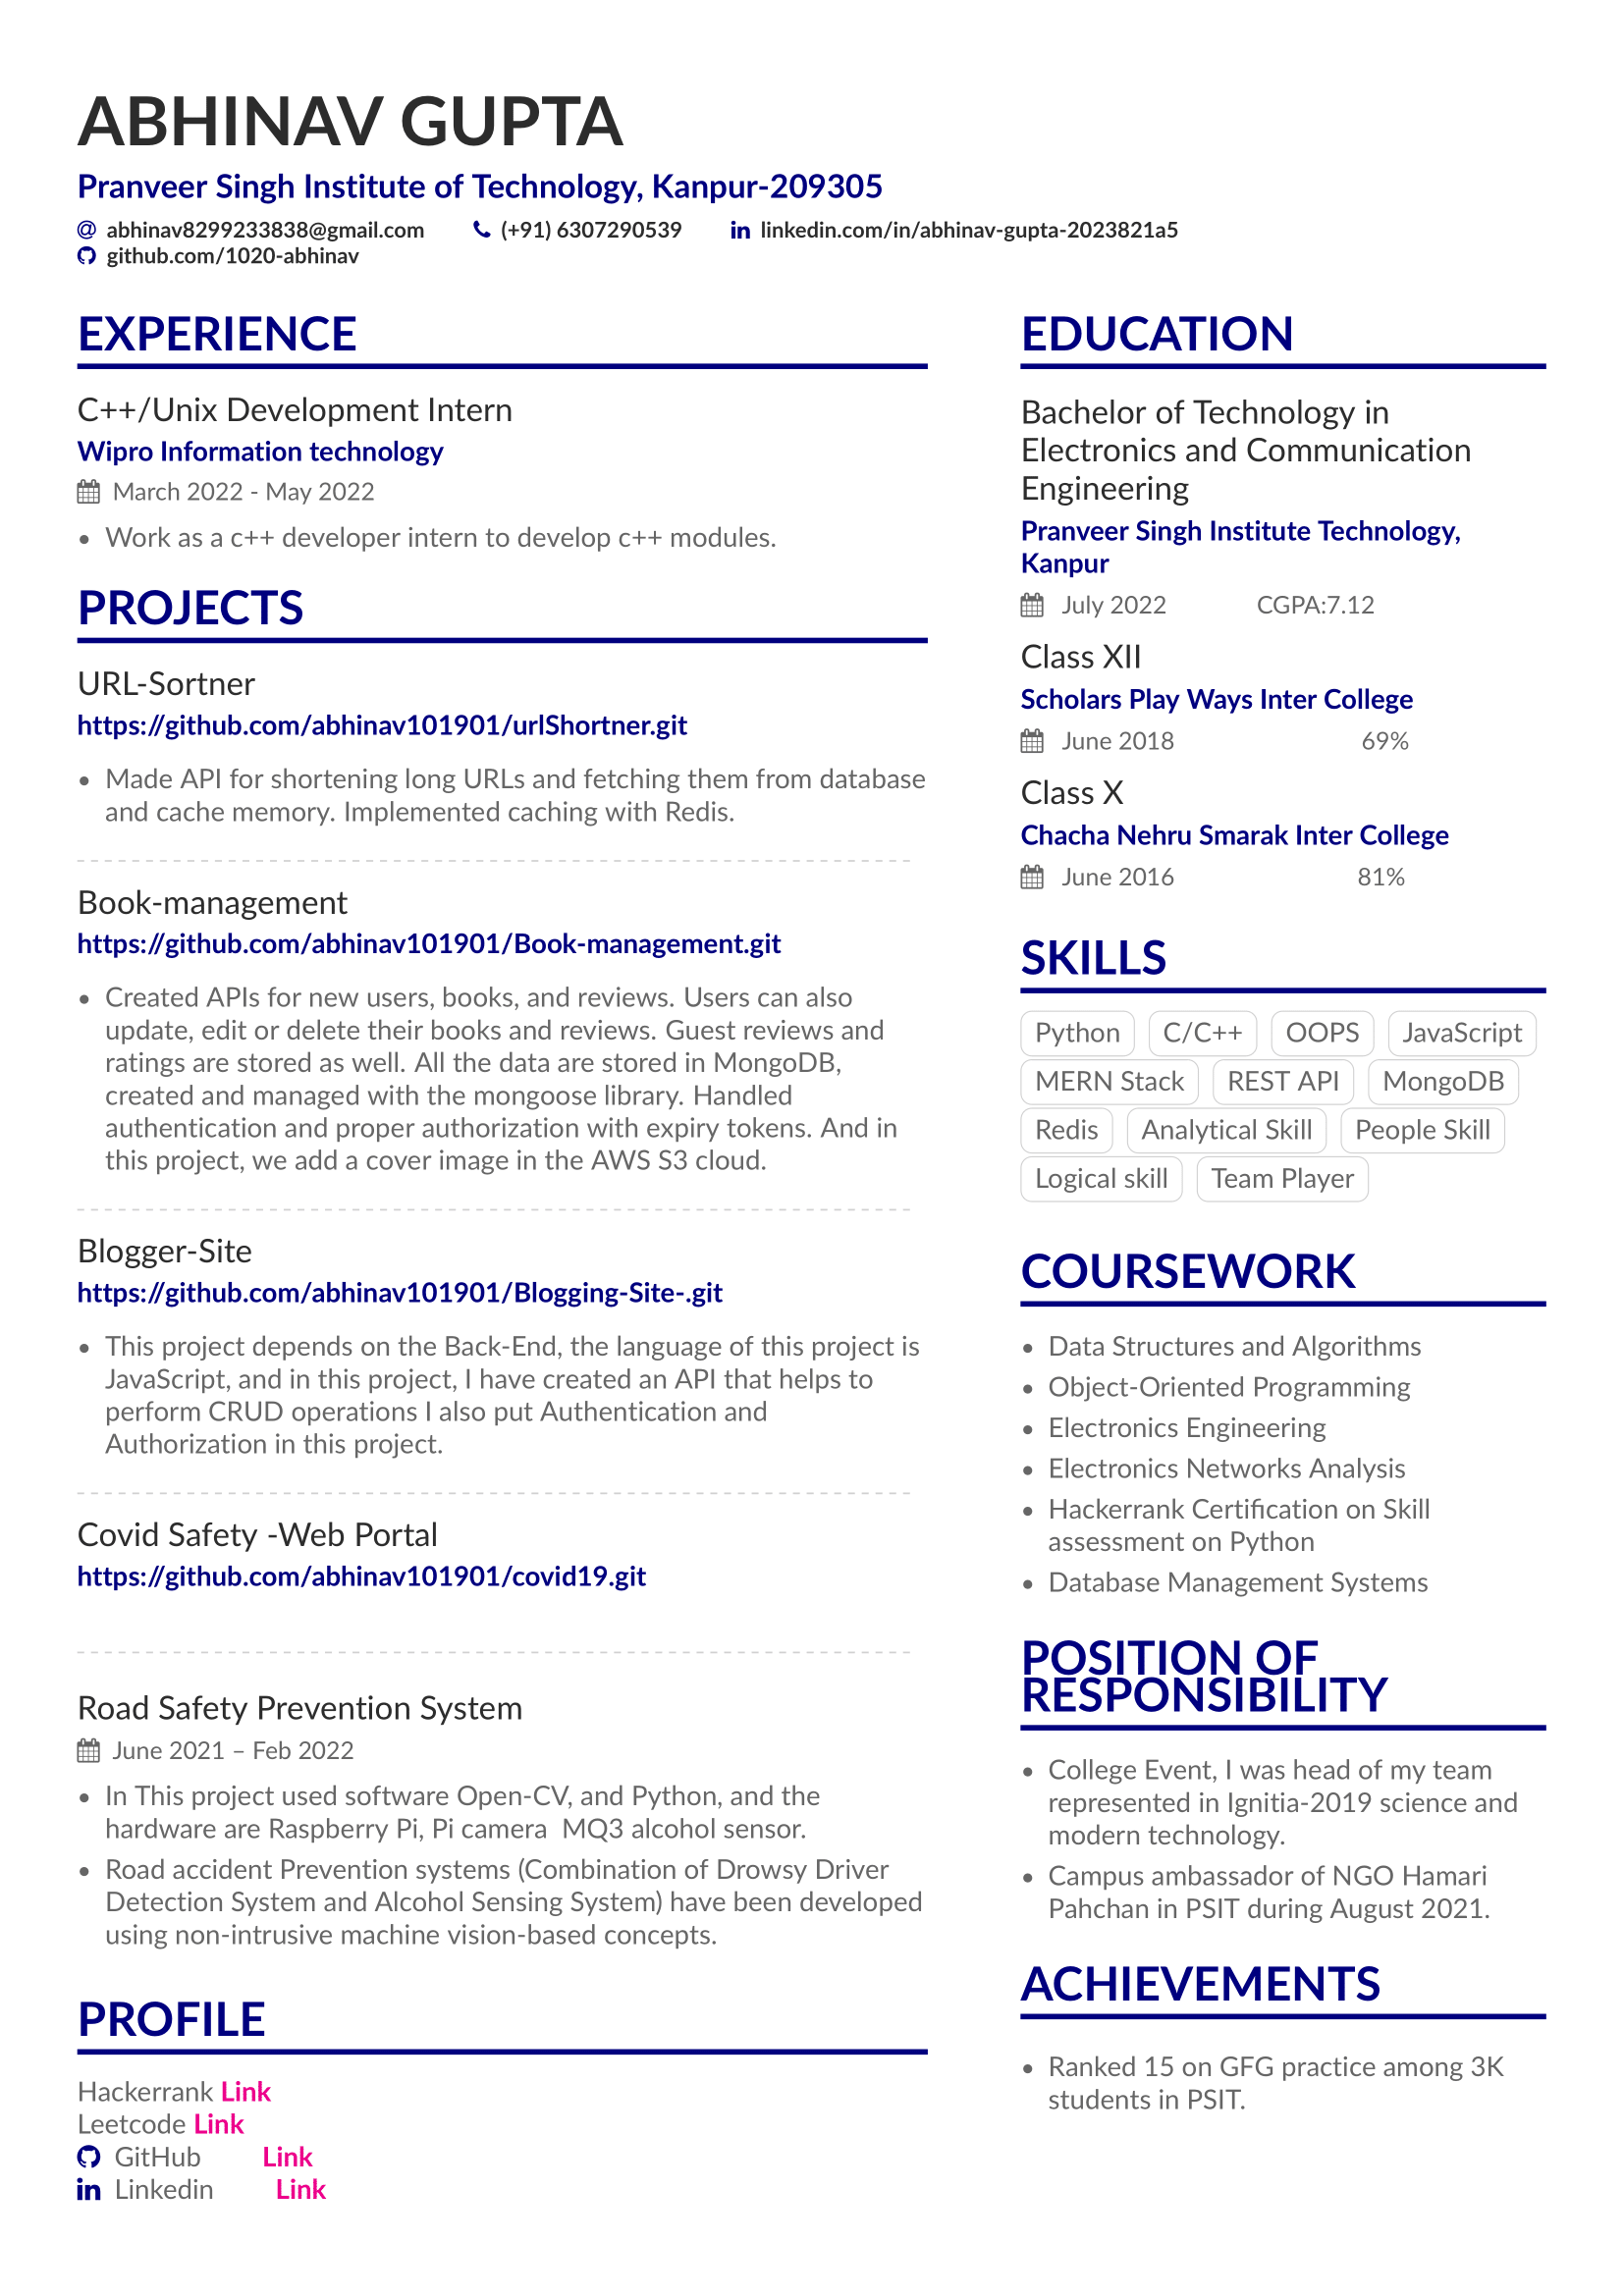 ABHINAV GUPTA
Pranveer Singh Institute of Technology, Kanpur-209305
abhinav8299233838@gmail.com (+91) 6307290539 linkedin.com/in/abhinav-gupta-2023821a5
github.com/1020-abhinav
EXPERIENCE
C++/Unix Development Intern
Wipro Information technology
March 2022 - May 2022
• Work as a c++ developer intern to develop c++ modules.
PROJECTS
URL-Sortner
https://github.com/abhinav101901/urlShortner.git
• Made API for shortening long URLs and fetching them from database
and cache memory. Implemented caching with Redis.
Book-management
https://github.com/abhinav101901/Book-management.git
• Created APIs for new users, books, and reviews. Users can also
update, edit or delete their books and reviews. Guest reviews and
ratings are stored as well. All the data are stored in MongoDB,
created and managed with the mongoose library. Handled
authentication and proper authorization with expiry tokens. And in
this project, we add a cover image in the AWS S3 cloud.
Blogger-Site
https://github.com/abhinav101901/Blogging-Site-.git
• This project depends on the Back-End, the language of this project is
JavaScript, and in this project, I have created an API that helps to
perform CRUD operations I also put Authentication and
Authorization in this project.
Covid Safety -Web Portal
https://github.com/abhinav101901/covid19.git
Road Safety Prevention System
June 2021 – Feb 2022
• In This project used software Open-CV, and Python, and the
hardware are Raspberry Pi, Pi camera MQ3 alcohol sensor.
• Road accident Prevention systems (Combination of Drowsy Driver
Detection System and Alcohol Sensing System) have been developed
using non-intrusive machine vision-based concepts.
PROFILE
Hackerrank Link
Leetcode Link
GitHub Link
Linkedin Link
EDUCATION
Bachelor of Technology in
Electronics and Communication
Engineering
Pranveer Singh Institute Technology,
Kanpur
July 2022 CGPA:7.12
Class XII
Scholars Play Ways Inter College
June 2018 69%
Class X
Chacha Nehru Smarak Inter College
June 2016 81%
SKILLS
Python C/C++ OOPS JavaScript
MERN Stack REST API MongoDB
Redis Analytical Skill People Skill
Logical skill Team Player
COURSEWORK
• Data Structures and Algorithms
• Object-Oriented Programming
• Electronics Engineering
• Electronics Networks Analysis
• Hackerrank Certification on Skill
assessment on Python
• Database Management Systems
POSITION OF
RESPONSIBILITY
• College Event, I was head of my team
represented in Ignitia-2019 science and
modern technology.
• Campus ambassador of NGO Hamari
Pahchan in PSIT during August 2021.
ACHIEVEMENTS
• Ranked 15 on GFG practice among 3K
students in PSIT.